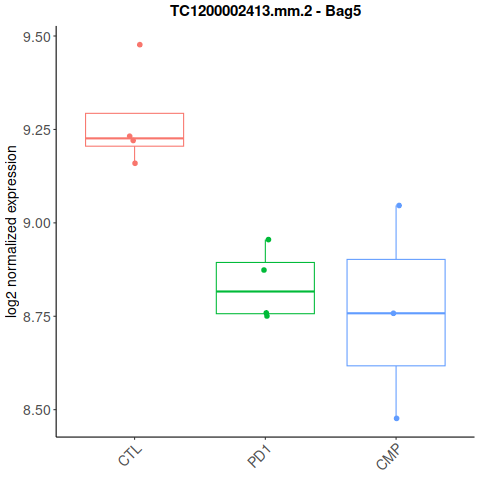 TC1200002413.mm.2 - Bag5
log2 normalized expression
9.50
9.25
9.00
8.75
8.50
CTL
PD1
CMP